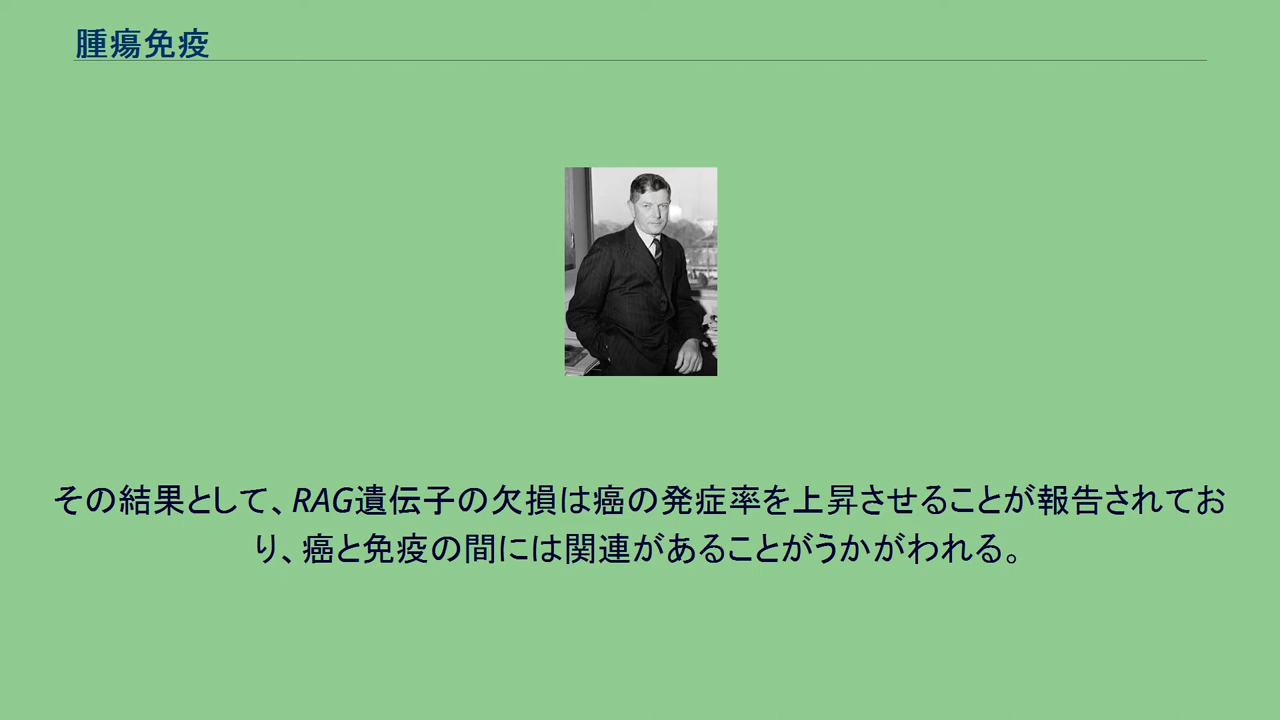 腫瘍免疫
その結果として、RAG遺伝子の欠損は癌の発症率を上昇させることが報告されてお
り、癌と免疫の間には関連があることがうかがわれる。